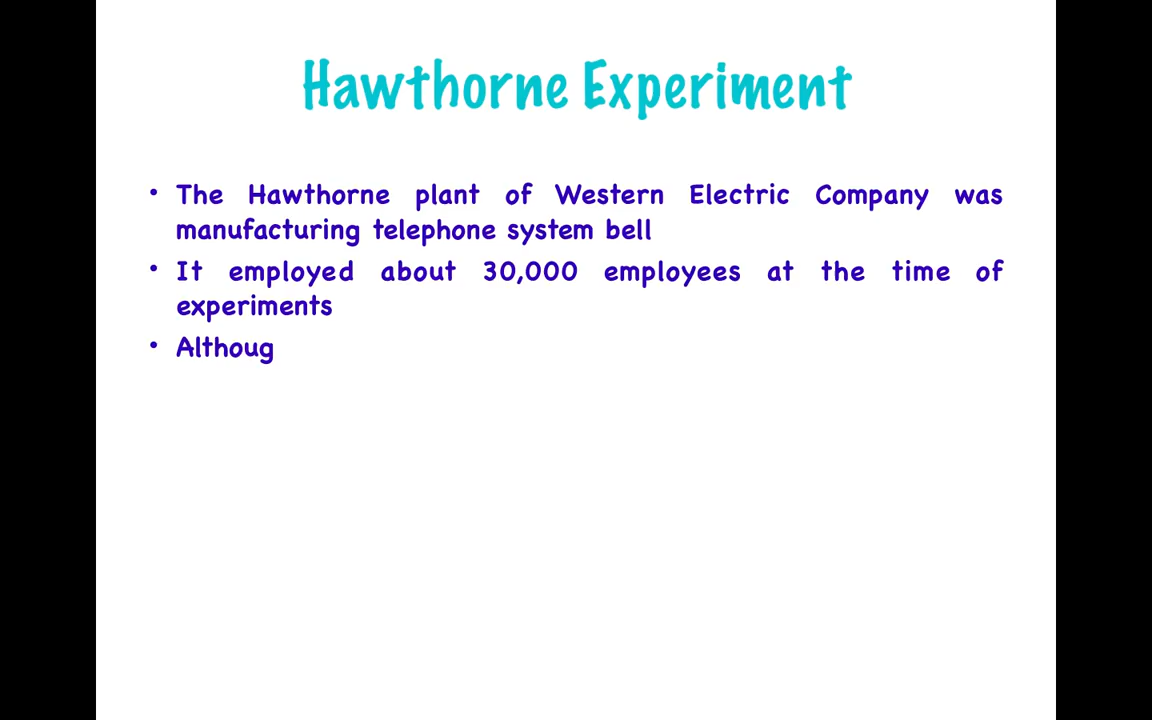 Hawthorne Experiment
• The Hawthorne plant of Western Electric Company was
manufacturing telephone system bell
• It employed about 30,000 employees at the time of
experiments
• Althoug